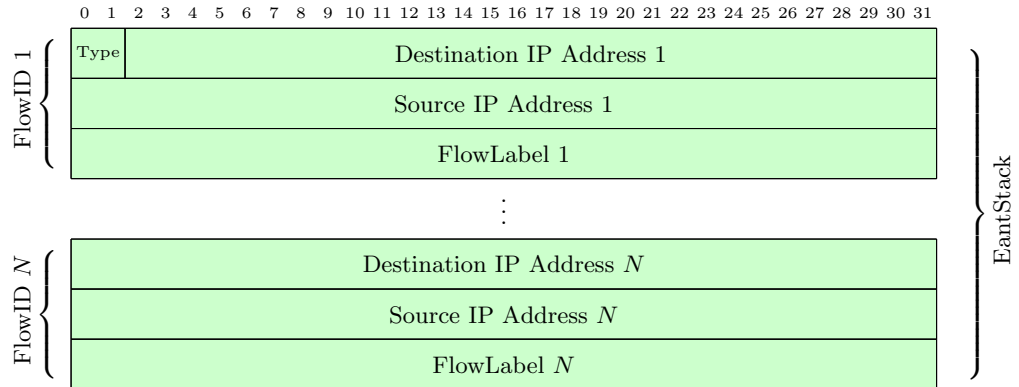 0 1 2 3 4 5 6 7 8 9 10 11 12 13 14 15 16 17 18 19 20 21 22 23 24 25 26 27 28 29 30 31
FlowID 1
Type Destination IP Address 1
Source IP Address 1
FlowLabel 1
⋮
EantStack
FlowID N
Destination IP Address N
Source IP Address N
FlowLabel N